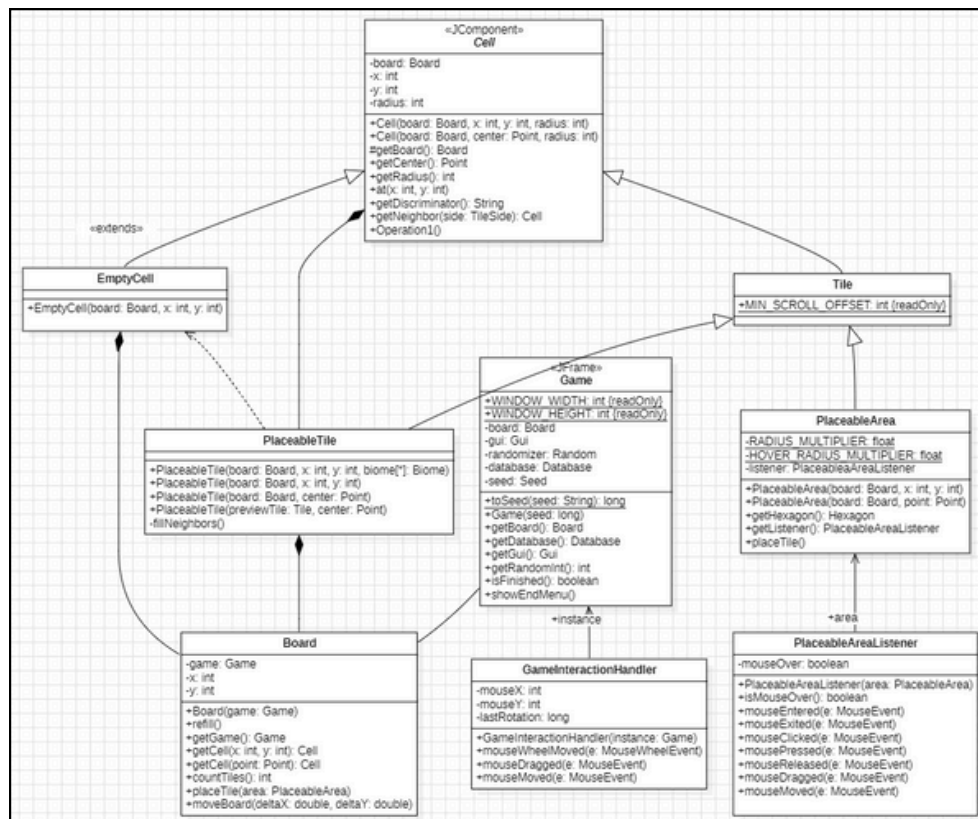 «JComponent»
Cell
-board: Board
-x: int
-y: int
-radius: int
+Cell(board: Board, x: int, y: int, radius: int)
+Cell(board: Board, center: Point, radius: int)
#getBoard(): Board
+getCenter(): Point
+getRadius(): int
+at(x: int, y: int)
+getDiscriminator(): String
+getNeighbor(side: TileSide): Cell
+Operation1()
«extends»
EmptyCell
+EmptyCell(board: Board, x: int, y: int)
Tile
+MIN_SCROLL_OFFSET: int {readOnly}
«JFrame»
Game
+WINDOW_WIDTH: int {readOnly}
+WINDOW_HEIGHT: int {readOnly}
-board: Board
-gui: Gui
-randomizer: Random
-database: Database
-seed: Seed
+toSeed(seed: String): long
+Game(seed: long)
+getBoard(): Board
+getDatabase(): Database
+getGui(): Gui
+getRandomInt(): int
+isFinished(): boolean
+showEndMenu()
PlaceableTile
+PlaceableTile(board: Board, x: int, y: int, biome[*]: Biome)
+PlaceableTile(board: Board, x: int, y: int)
+PlaceableTile(board: Board, center: Point)
+PlaceableTile(previewTile: Tile, center: Point)
-fillNeighbors()
PlaceableArea
-RADIUS_MULTIPLIER: float
-HOVER_RADIUS_MULTIPLIER: float
-listener: PlaceableaAreaListener
+PlaceableArea(board: Board, x: int, y: int)
+PlaceableArea(board: Board, point: Point)
+getHexagon(): Hexagon
+getListener(): PlaceableAreaListener
+placeTile()
+instance
+area
Board
-game: Game
-x: int
-y: int
+Board(game: Game)
+refill()
+getGame(): Game
+getCell(x: int, y: int): Cell
+getCell(point: Point): Cell
+countTiles(): int
+placeTile(area: PlaceableArea)
+moveBoard(deltaX: double, deltaY: double)
GameInteractionHandler
-mouseX: int
-mouseY: int
-lastRotation: long
+GameInteractionHandler(instance: Game)
+mouseWheelMoved(e: MouseWheelEvent)
+mouseDragged(e: MouseEvent)
+mouseMoved(e: MouseEvent)
PlaceableAreaListener
-mouseOver: boolean
+PlaceableAreaListener(area: PlaceableArea)
+isMouseOver(): boolean
+mouseEntered(e: MouseEvent)
+mouseExited(e: MouseEvent)
+mouseClicked(e: MouseEvent)
+mousePressed(e: MouseEvent)
+mouseReleased(e: MouseEvent)
+mouseDragged(e: MouseEvent)
+mouseMoved(e: MouseEvent)